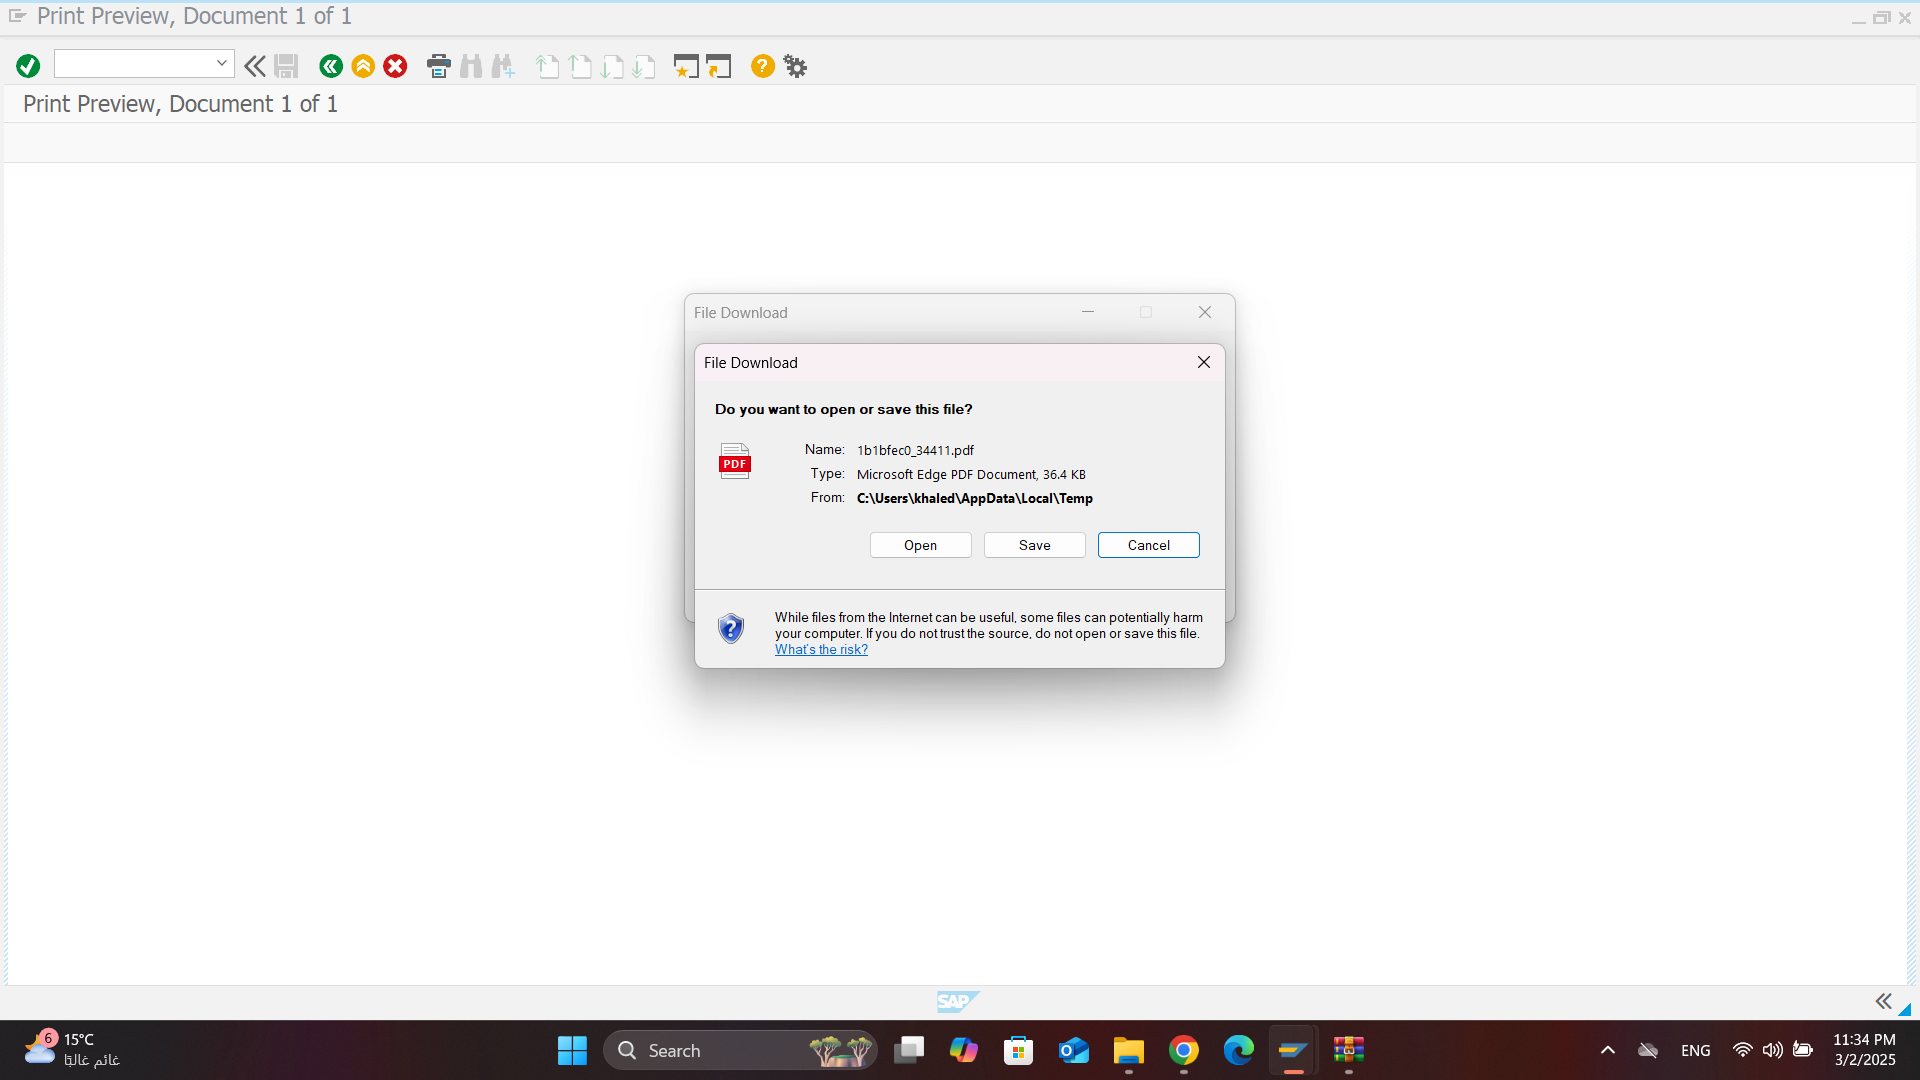 Print Preview, Document 1 of 1
Print Preview, Document 1 of 1
File Download
File Download
Do you want to open or save this file?
PDF
Name: 1b1bfec0_34411.pdf
Type: Microsoft Edge PDF Document, 36.4 KB
From: C:\Users\khaled\AppData\Local\Temp
Open Save Cancel
While files from the Internet can be useful, some files can potentially harm
your computer. If you do not trust the source, do not open or save this file.
What's the risk?
SAP
6
15°C
غائم غالبًا
Search
ENG
11:34 PM
3/2/2025